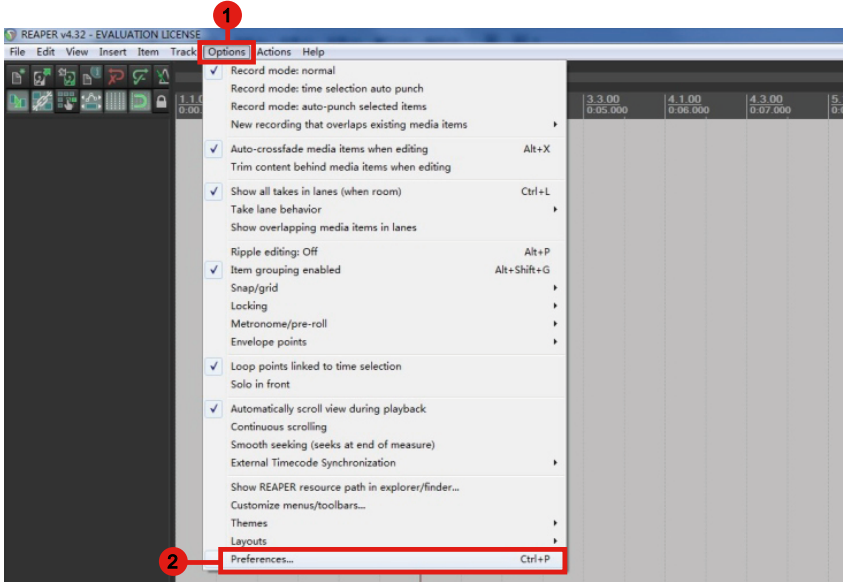 1
REAPER v4.32 - EVALUATION LICENSE
File Edit View Insert Item Track Options Actions Help
Record mode: normal
Record mode: time selection auto punch
Record mode: auto-punch selected items
New recording that overlaps existing media items
3.3.00 4.1.00 4.3.00
0:05.000 0:06.000 0:07.000
Auto-crossfade media items when editing Alt+X
Trim content behind media items when editing
Show all takes in lanes (when room) Ctrl+L
Take lane behavior
Show overlapping media items in lanes
Ripple editing: Off Alt+P
Item grouping enabled Alt+Shift+G
Snap/grid
Locking
Metronome/pre-roll
Envelope points
Loop points linked to time selection
Solo in front
Automatically scroll view during playback
Continuous scrolling
Smooth seeking (seeks at end of measure)
External Timecode Synchronization
Show REAPER resource path in explorer/finder...
Customize menus/toolbars...
Themes
Layouts
2
Preferences... Ctrl+P